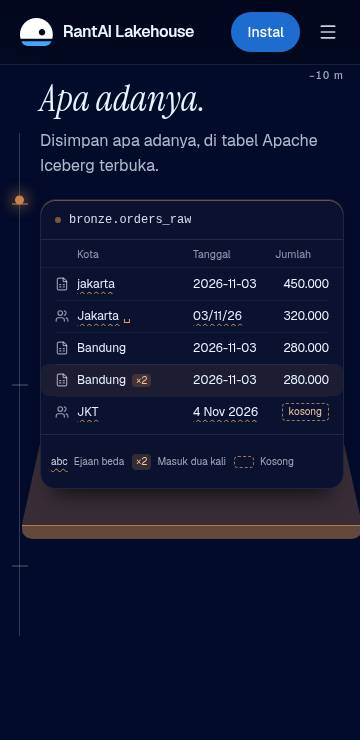 RantAI Lakehouse
Instal
−10 m
Apa adanya.
Disimpan apa adanya, di tabel Apache
Iceberg terbuka.
bronze.orders_raw
Kota Tanggal Jumlah
jakarta 2026-11-03 450.000
Jakarta ␣ 03/11/26 320.000
Bandung 2026-11-03 280.000
Bandung ×2 2026-11-03 280.000
JKT 4 Nov 2026 kosong
abc Ejaan beda ×2 Masuk dua kali Kosong